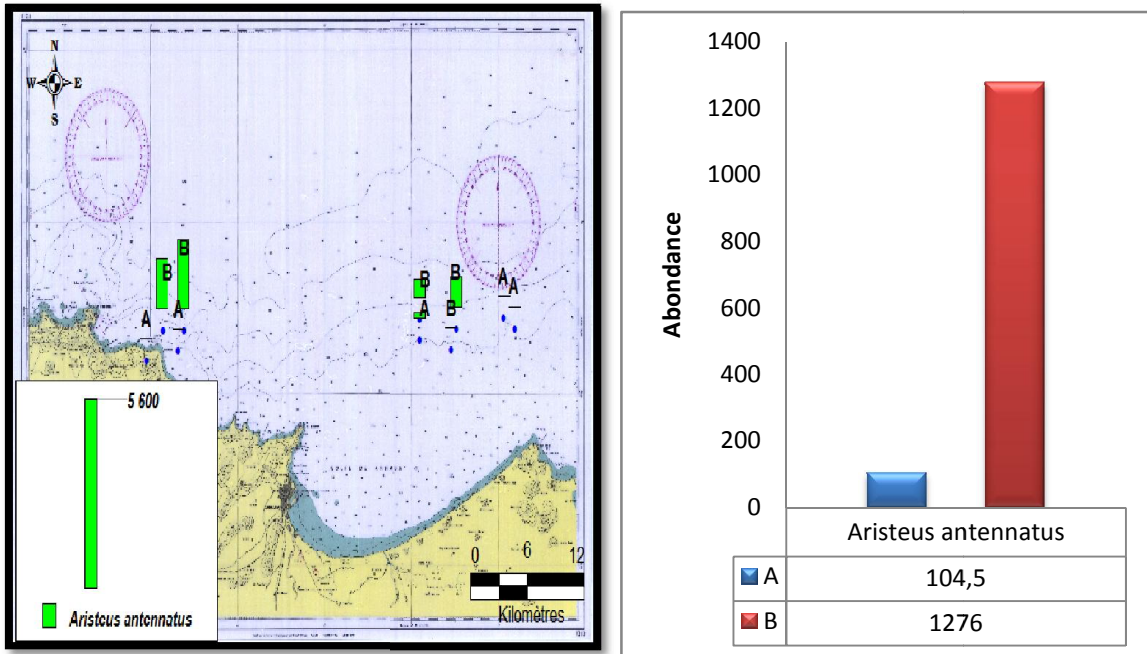 N
W E
S
B
B
A
A
B
A
B
B
A
A
5 600
Aristeus antennatus
0 6 12
Kilomètres
1400
1200
1000
800
600
400
200
0
Abondance
Aristeus antennatus
A 104,5
B 1276